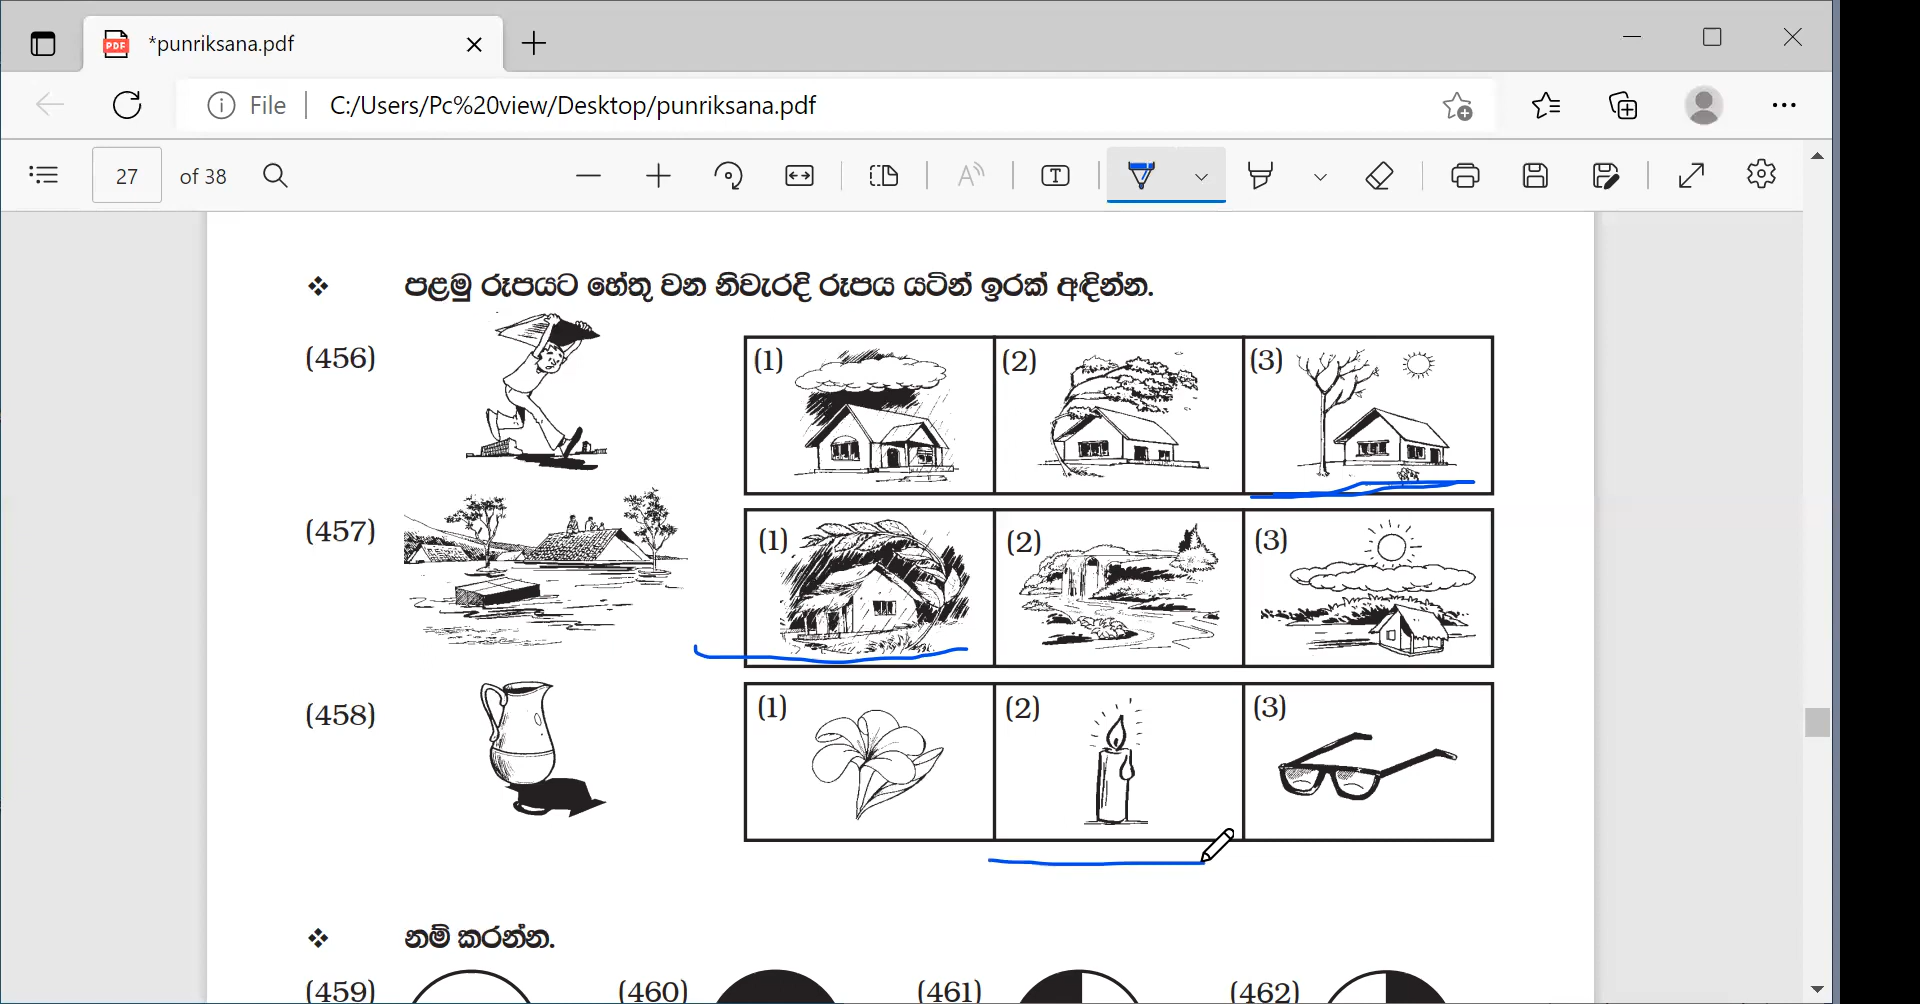 PDF *punriksana.pdf
File C:/Users/Pc%20view/Desktop/punriksana.pdf
27 of 38
පළමු රූපයට හේතු වන නිවැරදි රූපය යටින් ඉරක් අඳින්න.
(456) (1) (2) (3)
(457) (1) (2) (3)
(458) (1) (2) (3)
නම් කරන්න.
(459) (460) (461) (462)